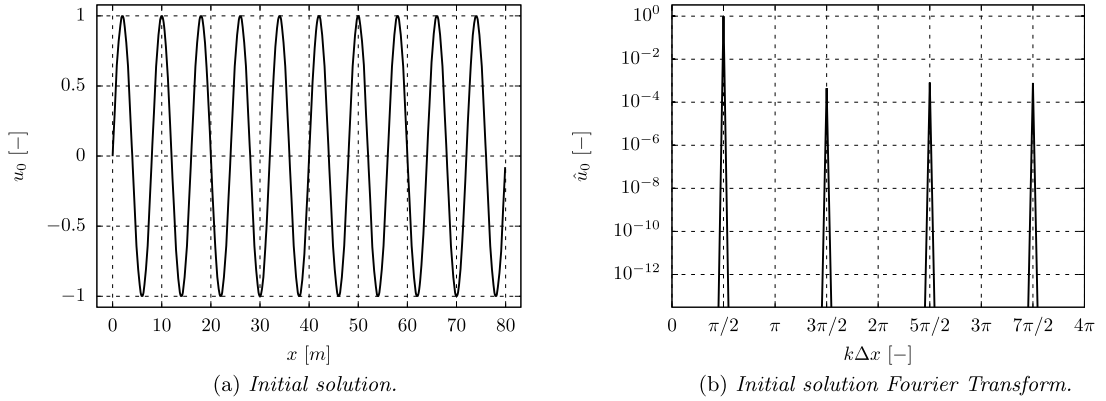 1
0.5
0
−0.5
−1
u₀ [−]
0 10 20 30 40 50 60 70 80
x [m]
(a) Initial solution.
10⁰
10⁻²
10⁻⁴
10⁻⁶
10⁻⁸
10⁻¹⁰
10⁻¹²
û₀ [−]
0 π/2 π 3π/2 2π 5π/2 3π 7π/2 4π
kΔx [−]
(b) Initial solution Fourier Transform.